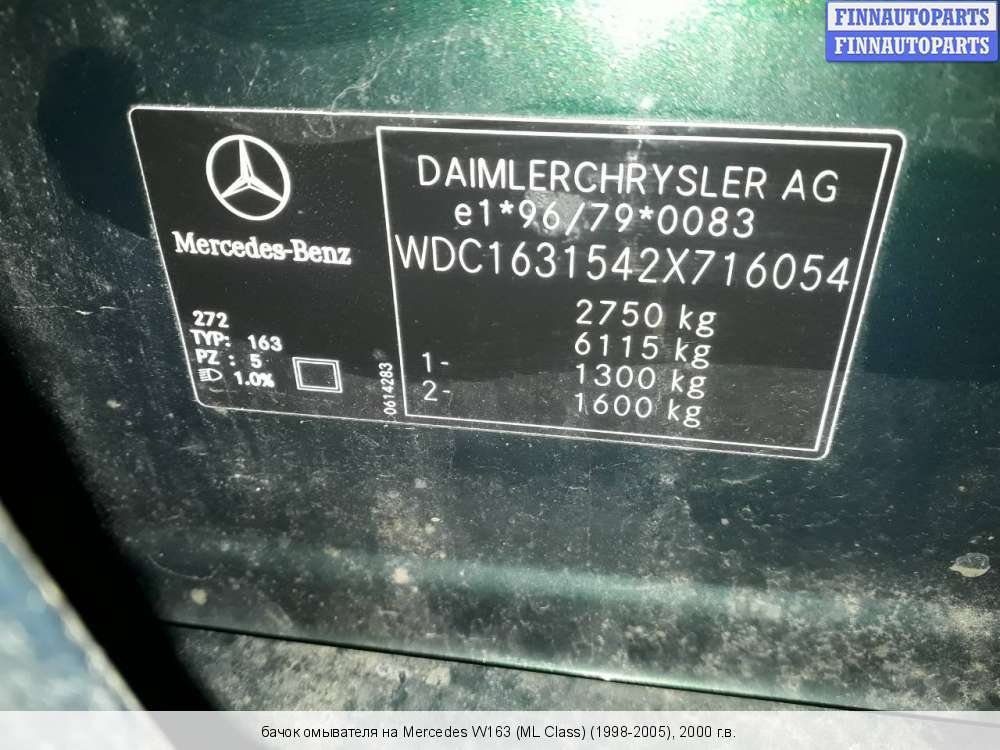 FINNAUTOPARTS
FINNAUTOPARTS
Mercedes-Benz
272
TYP: 163
PZ : 5
1.0%
0614283
DAIMLERCHRYSLER AG
e1*96/79*0083
WDC1631542X716054
2750 kg
6115 kg
1- 1300 kg
2- 1600 kg
бачок омывателя на Mercedes W163 (ML Class) (1998-2005), 2000 г.в.